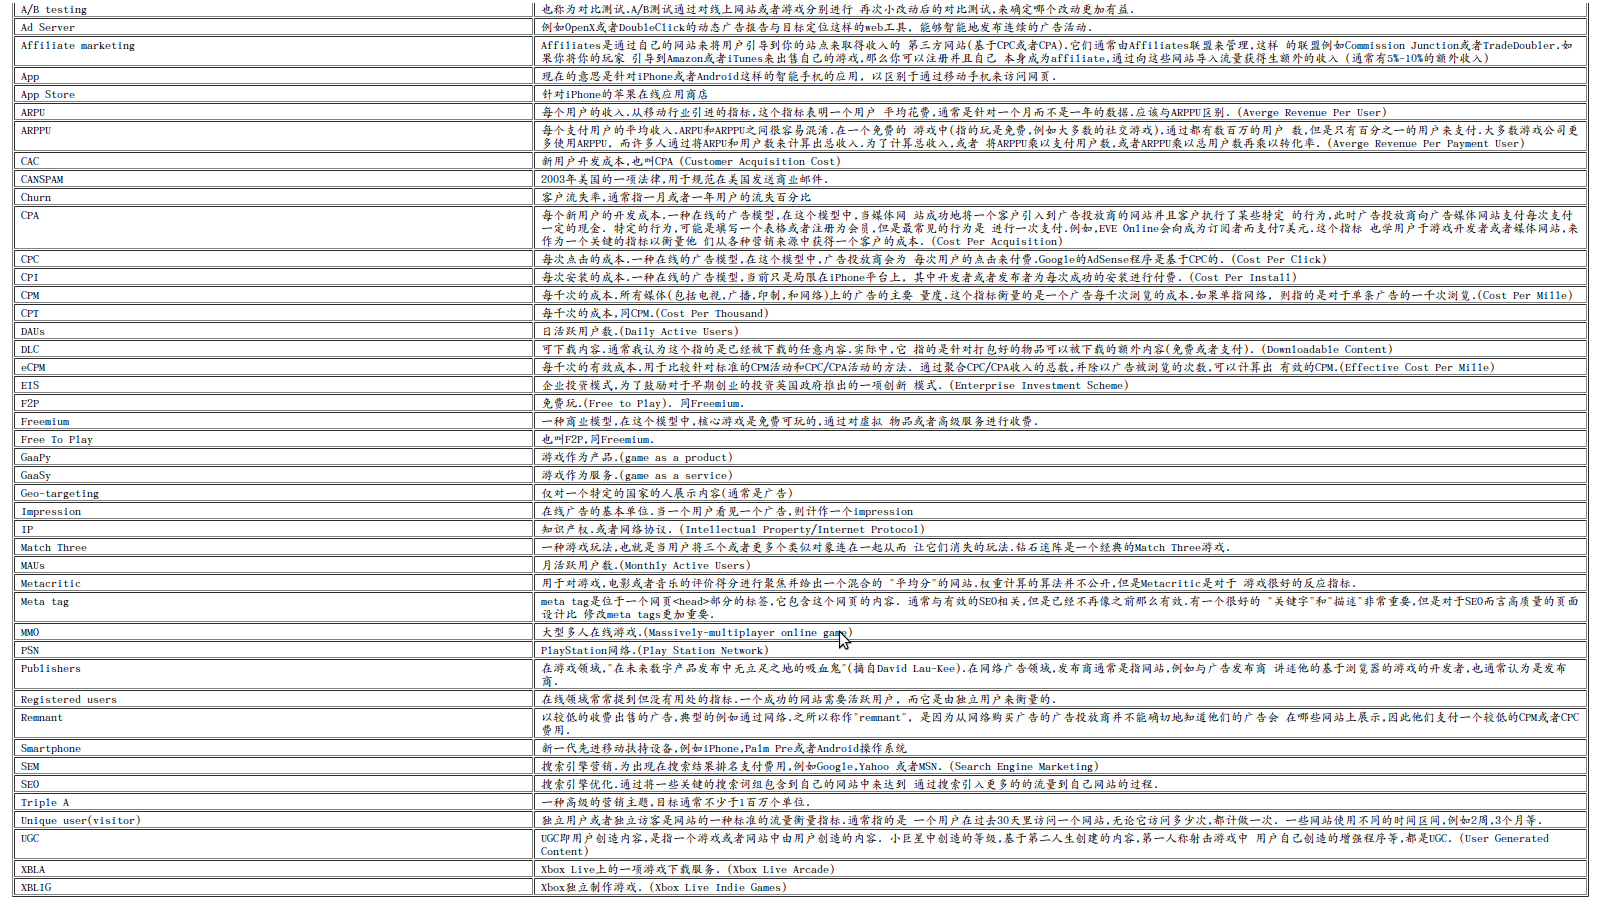 A/B testing 也称为对比测试.A/B测试通过对线上网站或者游戏分别进行 再次小改动后的对比测试,来确定哪个改动更加有益.
Ad Server 例如OpenX或者DoubleClick的动态广告报告与目标定位这样的web工具, 能够智能地发布连续的广告活动.
Affiliate marketing Affiliates是通过自己的网站来将用户引导到你的站点来取得收入的 第三方网站(基于CPC或者CPA).它们通常由Affiliates联盟来管理,这样 的联盟例如Commission Junction或者TradeDoubler.如
果你将你的玩家 引导到Amazon或者iTunes来出售自己的游戏,那么你可以注册并且自己 本身成为affiliate,通过向这些网站导入流量获得生额外的收入 (通常有5%-10%的额外收入)
App 现在的意思是针对iPhone或者Android这样的智能手机的应用, 以区别于通过移动手机来访问网页.
App Store 针对iPhone的苹果在线应用商店
ARPU 每个用户的收入.从移动行业引进的指标,这个指标表明一个用户 平均花费,通常是针对一个月而不是一年的数据.应该与ARPPU区别. (Averge Revenue Per User)
ARPPU 每个支付用户的平均收入.ARPU和ARPPU之间很容易混淆.在一个免费的 游戏中(指的玩是免费,例如大多数的社交游戏),通过都有数百万的用户 数,但是只有百分之一的用户来支付.大多数游戏公司更
多使用ARPPU, 而许多人通过将ARPU和用户数来计算出总收入.为了计算总收入,或者 将ARPPU乘以支付用户数,或者ARPPU乘以总用户数再乘以转化率. (Averge Revenue Per Payment User)
CAC 新用户开发成本,也叫CPA (Customer Acquisition Cost)
CANSPAM 2003年美国的一项法律,用于规范在美国发送商业邮件.
Churn 客户流失率,通常指一月或者一年用户的流失百分比
CPA 每个新用户的开发成本.一种在线的广告模型,在这个模型中,当媒体网 站成功地将一个客户引入到广告投放商的网站并且客户执行了某些特定 的行为,此时广告投放商向广告媒体网站支付每次支付
一定的现金. 特定的行为,可能是填写一个表格或者注册为会员,但是最常见的行为是 进行一次支付.例如,EVE Online会向成为订阅者而支付7美元.这个指标 也学用户于游戏开发者或者媒体网站,来
作为一个关键的指标以衡量他 们从各种营销来源中获得一个客户的成本. (Cost Per Acquisition)
CPC 每次点击的成本.一种在线的广告模型,在这个模型中,广告投放商会为 每次用户的点击来付费.Google的AdSense程序是基于CPC的. (Cost Per Click)
CPI 每次安装的成本.一种在线的广告模型,当前只是局限在iPhone平台上, 其中开发者或者发布者为每次成功的安装进行付费. (Cost Per Install)
CPM 每千次的成本.所有媒体(包括电视,广播,印制,和网络)上的广告的主要 量度.这个指标衡量的是一个广告每千次浏览的成本.如果单指网络, 则指的是对于单条广告的一千次浏览.(Cost Per Mille)
CPT 每千次的成本,同CPM.(Cost Per Thousand)
DAUs 日活跃用户数.(Daily Active Users)
DLC 可下载内容.通常我认为这个指的是已经被下载的任意内容.实际中,它 指的是针对打包好的物品可以被下载的额外内容(免费或者支付). (Downloadable Content)
eCPM 每千次的有效成本.用于比较针对标准的CPM活动和CPC/CPA活动的方法. 通过聚合CPC/CPA收入的总数,并除以广告被浏览的次数,可以计算出 有效的CPM.(Effective Cost Per Mille)
EIS 企业投资模式,为了鼓励对于早期创业的投资英国政府推出的一项创新 模式. (Enterprise Investment Scheme)
F2P 免费玩.(Free to Play). 同Freemium.
Freemium 一种商业模型,在这个模型中,核心游戏是免费可玩的,通过对虚拟 物品或者高级服务进行收费.
Free To Play 也叫F2P,同Freemium.
GaaPy 游戏作为产品.(game as a product)
GaaSy 游戏作为服务.(game as a service)
Geo-targeting 仅对一个特定的国家的人展示内容(通常是广告)
Impression 在线广告的基本单位.当一个用户看见一个广告,则计作一个impression
IP 知识产权.或者网络协议. (Intellectual Property/Internet Protocol)
Match Three 一种游戏玩法,也就是当用户将三个或者更多个类似对象连在一起从而 让它们消失的玩法.钻石迷阵是一个经典的Match Three游戏.
MAUs 月活跃用户数.(Monthly Active Users)
Metacritic 用于对游戏,电影或者音乐的评价得分进行聚焦并给出一个混合的 "平均分"的网站.权重计算的算法并不公开,但是Metacritic是对于 游戏很好的反应指标.
Meta tag meta tag是位于一个网页<head>部分的标签,它包含这个网页的内容. 通常与有效的SEO相关,但是已经不再像之前那么有效.有一个很好的 "关键字"和"描述"非常重要,但是对于SEO而言高质量的页面
设计比 修改meta tags更加重要.
MMO 大型多人在线游戏.(Massively-multiplayer online game)
PSN PlayStation网络.(Play Station Network)
Publishers 在游戏领域,"在未来数字产品发布中无立足之地的吸血鬼"(摘自David Lau-Kee).在网络广告领域,发布商通常是指网站,例如与广告发布商 讲述他的基于浏览器的游戏的开发者,也通常认为是发布
商.
Registered users 在线领域常常提到但没有用处的指标.一个成功的网站需要活跃用户, 而它是由独立用户来衡量的.
Remnant 以较低的收费出售的广告,典型的例如通过网络.之所以称作"remnant", 是因为从网络购买广告的广告投放商并不能确切地知道他们的广告会 在哪些网站上展示,因此他们支付一个较低的CPM或者CPC
费用.
Smartphone 新一代先进移动扶持设备,例如iPhone,Palm Pre或者Android操作系统
SEM 搜索引擎营销.为出现在搜索结果排名支付费用,例如Google,Yahoo 或者MSN. (Search Engine Marketing)
SEO 搜索引擎优化.通过将一些关键的搜索词组包含到自己的网站中来达到 通过搜索引入更多的的流量到自己网站的过程.
Triple A 一种高级的营销主题,目标通常不少于1百万个单位.
Unique user(visitor) 独立用户或者独立访客是网站的一种标准的流量衡量指标.通常指的是 一个用户在过去30天里访问一个网站,无论它访问多少次,都计做一次. 一些网站使用不同的时间区间,例如2周,3个月等.
UGC UGC即用户创造内容,是指一个游戏或者网站中由用户创造的内容. 小巨星中创造的等级,基于第二人生创建的内容,第一人称射击游戏中 用户自己创造的增强程序等,都是UGC. (User Generated
Content)
XBLA Xbox Live上的一项游戏下载服务. (Xbox Live Arcade)
XBLIG Xbox独立制作游戏. (Xbox Live Indie Games)